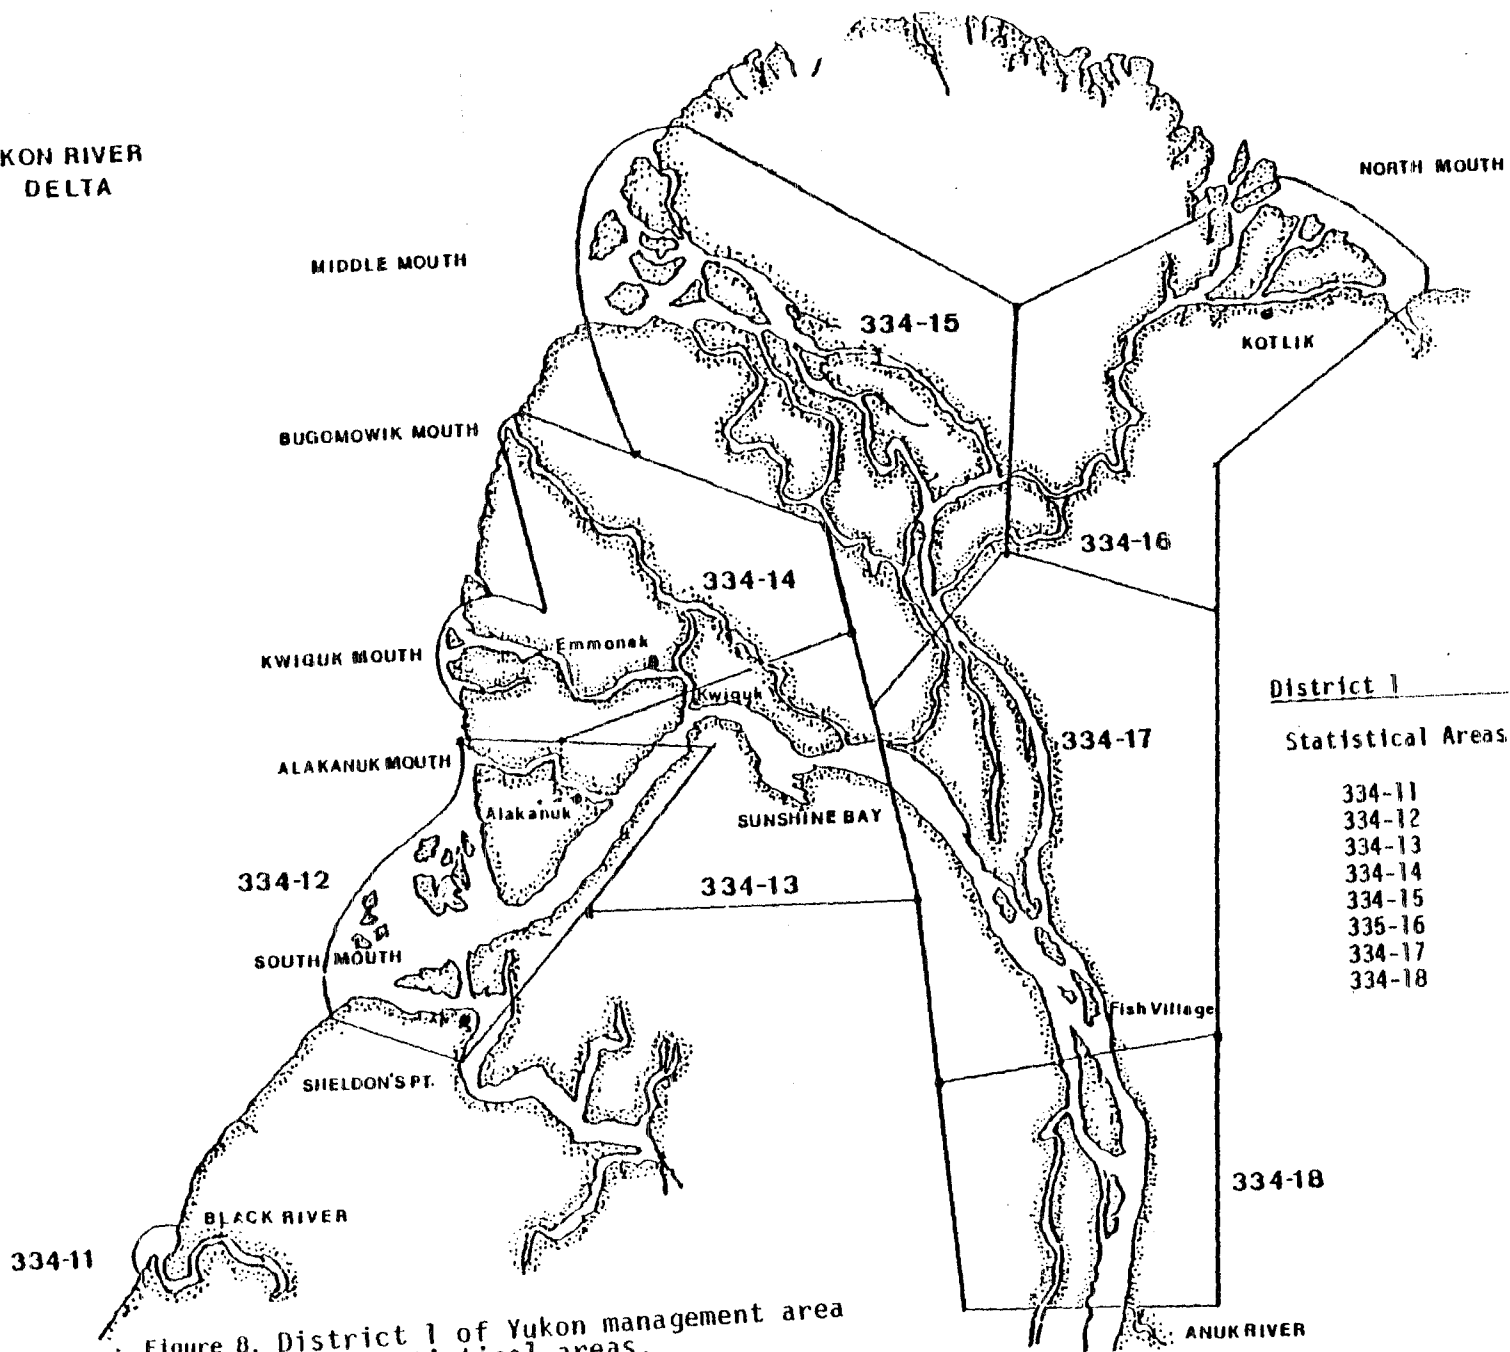 KON RIVER
DELTA
NORTH MOUTH
MIDDLE MOUTH
334-15
KOTLIK
BUGOMOWIK MOUTH
334-16
334-14
Emmonak
KWIGUK MOUTH
Kwiguk
District 1
334-17
Statistical Areas
ALAKANUK MOUTH
334-11
334-12
334-13
334-14
334-15
335-16
334-17
334-18
Alakanuk
SUNSHINE BAY
334-12
334-13
SOUTH MOUTH
Fish Village
SHELDON'S PT.
334-18
BLACK RIVER
334-11
Figure 8. District 1 of Yukon management area
areas.
ANUK RIVER